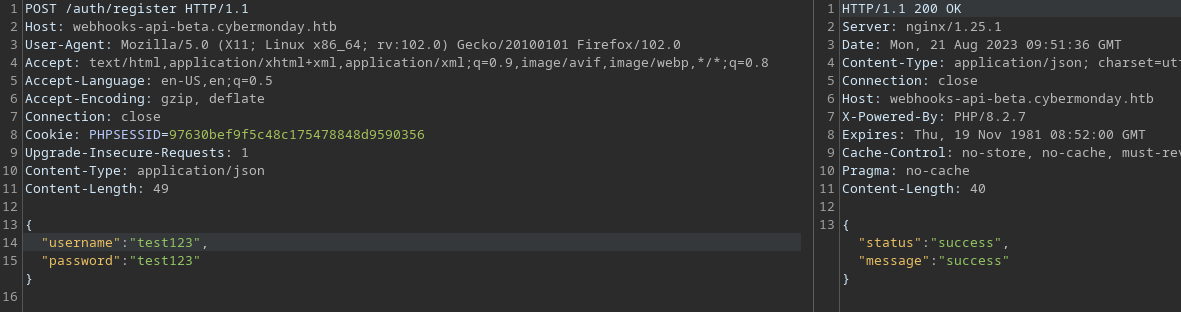 1 POST /auth/register HTTP/1.1
2 Host: webhooks-api-beta.cybermonday.htb
3 User-Agent: Mozilla/5.0 (X11; Linux x86_64; rv:102.0) Gecko/20100101 Firefox/102.0
4 Accept: text/html,application/xhtml+xml,application/xml;q=0.9,image/avif,image/webp,*/*;q=0.8
5 Accept-Language: en-US,en;q=0.5
6 Accept-Encoding: gzip, deflate
7 Connection: close
8 Cookie: PHPSESSID=97630bef9f5c48c175478848d9590356
9 Upgrade-Insecure-Requests: 1
10 Content-Type: application/json
11 Content-Length: 49
12
13 {
14 "username":"test123",
15 "password":"test123"
}
16
1 HTTP/1.1 200 OK
2 Server: nginx/1.25.1
3 Date: Mon, 21 Aug 2023 09:51:36 GMT
4 Content-Type: application/json; charset=ut
5 Connection: close
6 Host: webhooks-api-beta.cybermonday.htb
7 X-Powered-By: PHP/8.2.7
8 Expires: Thu, 19 Nov 1981 08:52:00 GMT
9 Cache-Control: no-store, no-cache, must-re
10 Pragma: no-cache
11 Content-Length: 40
12
13 {
"status":"success",
"message":"success"
}